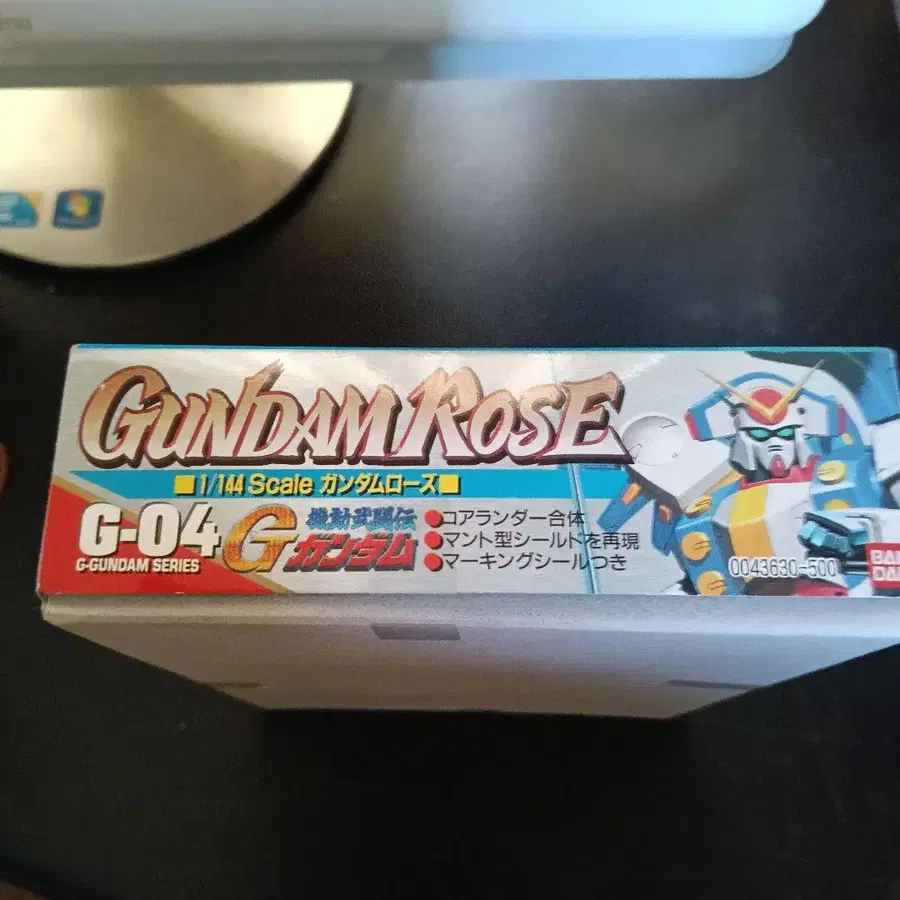 GUNDAM ROSE
■1/144 Scale ガンダムローズ■
G-04
G-GUNDAM SERIES
機動武闘伝
Gガンダム
●コアランダー合体
●マント型シールドを再現
●マーキングシールつき
0043630-500
BAN
DAI